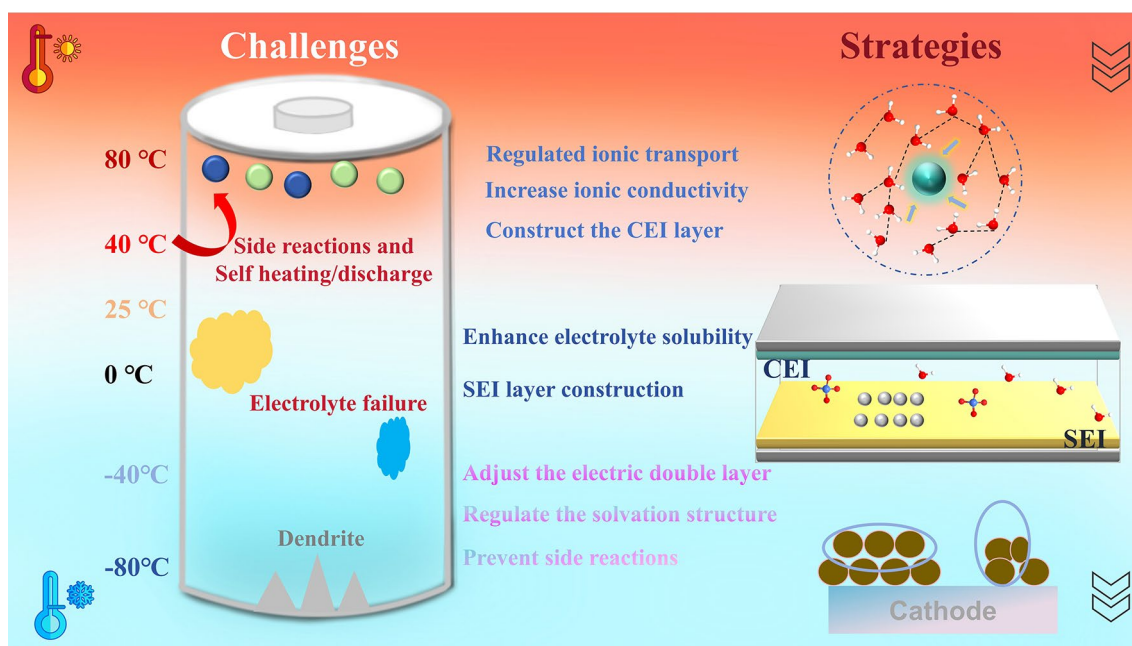 Challenges
Strategies
80 °C
40 °C
25 °C
0 °C
-40°C
-80°C
Side reactions and
Self heating/discharge
Electrolyte failure
Dendrite
Regulated ionic transport
Increase ionic conductivity
Construct the CEI layer
Enhance electrolyte solubility
SEI layer construction
Adjust the electric double layer
Regulate the solvation structure
Prevent side reactions
CEI
SEI
Cathode